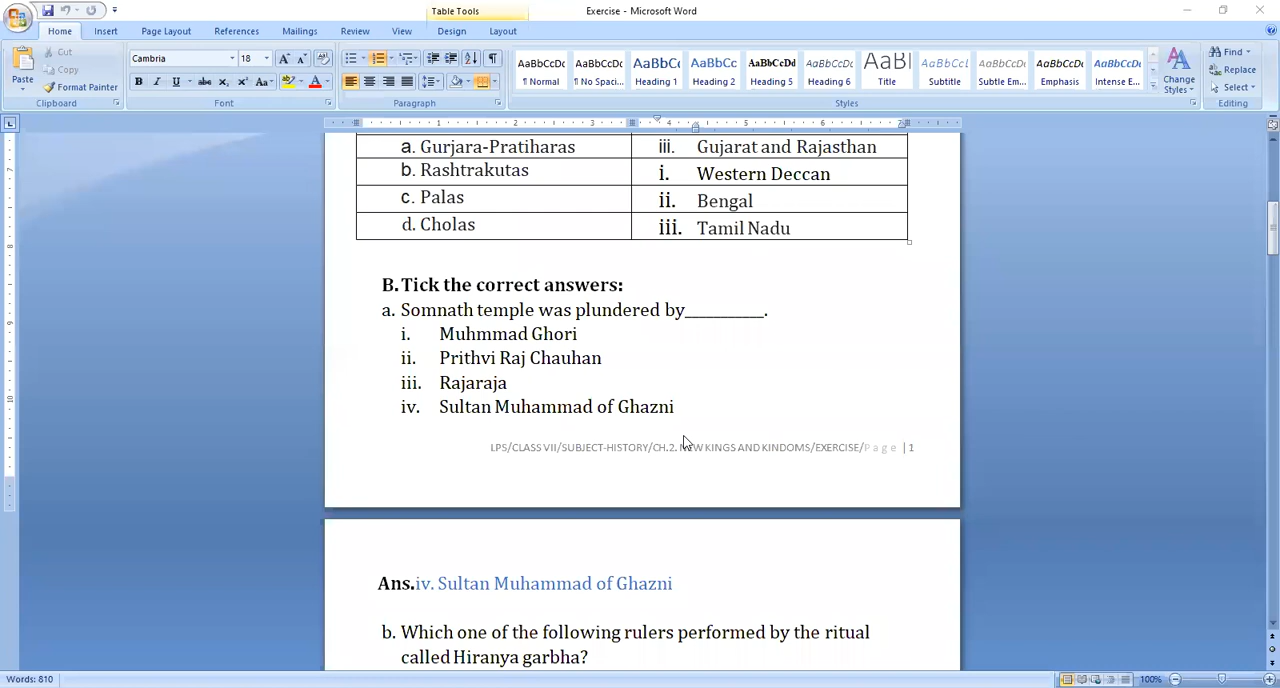 Table Tools
Exercise - Microsoft Word
Home Insert Page Layout References Mailings Review View Design Layout
Cut
Copy
Format Painter
Paste
Clipboard
Cambria 18
Font
Paragraph
AaBbCcDc AaBbCcDc AaBbCc AaBbCc AaBbCcDd AaBbCcDc AaBl AaBbCcL AaBbCcDc AaBbCcDc AaBbCcDc
¶ Normal ¶ No Spaci... Heading 1 Heading 2 Heading 5 Heading 6 Title Subtitle Subtle Em... Emphasis Intense E...
Styles
Change
Styles
Find
Replace
Select
Editing
a. Gurjara-Pratiharas iii. Gujarat and Rajasthan
b. Rashtrakutas i. Western Deccan
c. Palas ii. Bengal
d. Cholas iii. Tamil Nadu
B. Tick the correct answers:
a. Somnath temple was plundered by___________.
i. Muhmmad Ghori
ii. Prithvi Raj Chauhan
iii. Rajaraja
iv. Sultan Muhammad of Ghazni
LPS/CLASS VII/SUBJECT-HISTORY/CH.2. NEW KINGS AND KINDOMS/EXERCISE/Page |1
Ans.iv. Sultan Muhammad of Ghazni
b. Which one of the following rulers performed by the ritual
called Hiranya garbha?
Words: 810
100%